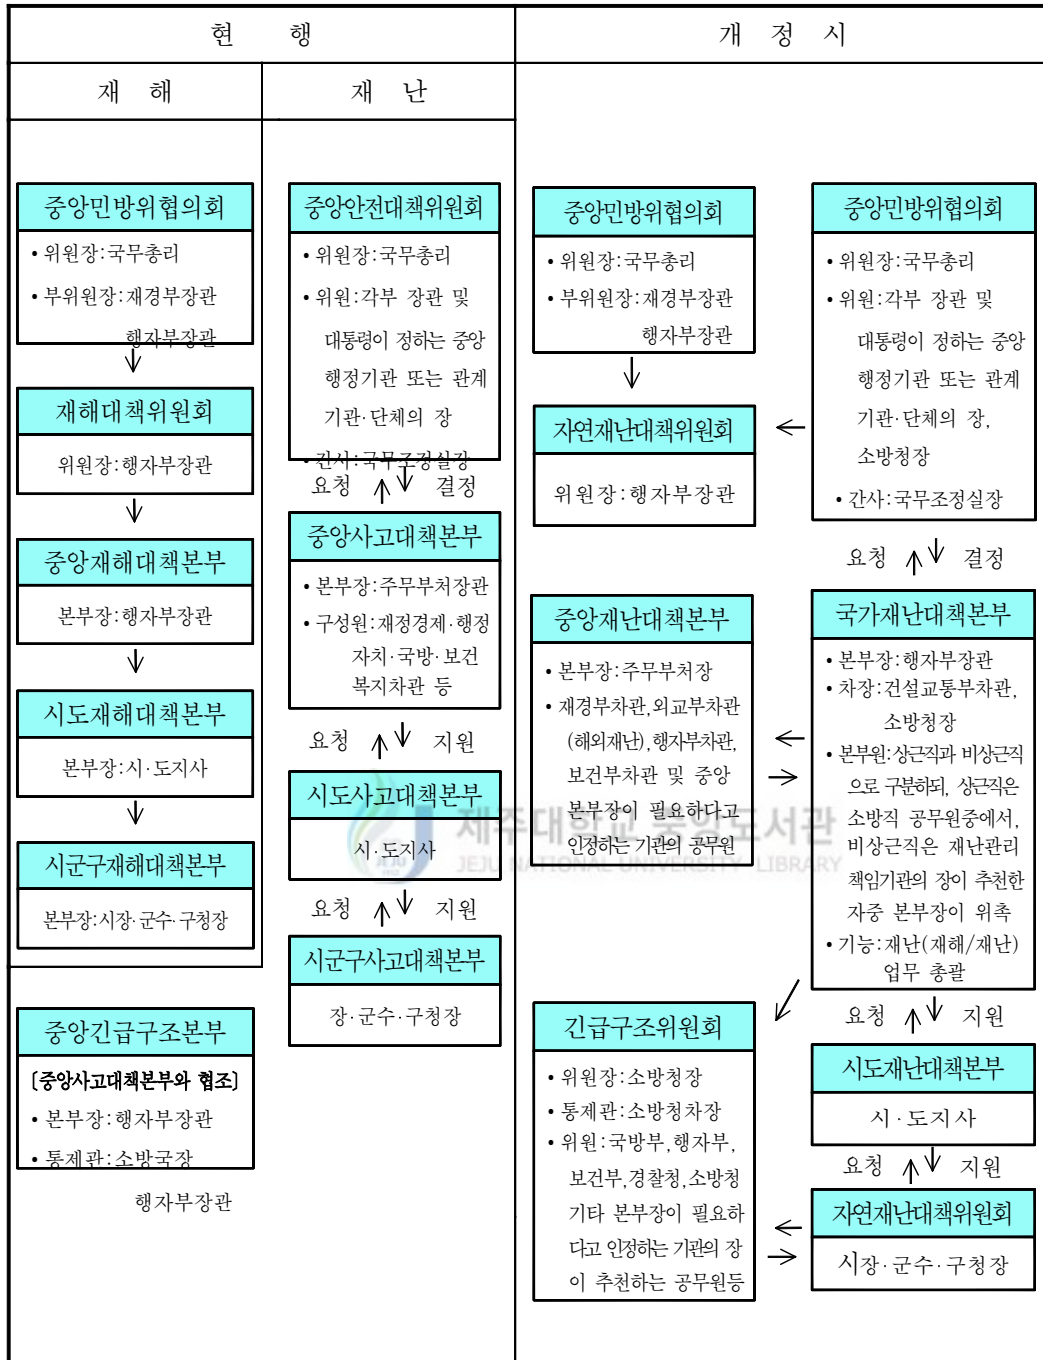 현 행
개 정 시
재 해
재 난
중앙민방위협의회
• 위원장:국무총리
• 부위원장:재경부장관
행자부장관
재해대책위원회
위원장:행자부장관
중앙재해대책본부
본부장:행자부장관
시도재해대책본부
본부장:시·도지사
시군구재해대책본부
본부장:시장·군수·구청장
중앙긴급구조본부
[중앙사고대책본부와 협조]
• 본부장:행자부장관
• 통제관:소방국장
행자부장관
중앙안전대책위원회
• 위원장:국무총리
• 위원:각부 장관 및
대통령이 정하는 중앙
행정기관 또는 관계
기관·단체의 장
• 간사:국무조정실장
요청 결정
중앙사고대책본부
• 본부장:주무부처장관
• 구성원:재정경제·행정
자치·국방·보건
복지차관 등
요청 지원
시도사고대책본부
시·도지사
요청 지원
시군구사고대책본부
장·군수·구청장
중앙민방위협의회
• 위원장:국무총리
• 부위원장:재경부장관
행자부장관
자연재난대책위원회
위원장:행자부장관
중앙재난대책본부
• 본부장:주무부처장
• 재경부차관,외교부차관
(해외재난),행자부차관,
보건부차관 및 중앙
본부장이 필요하다고
인정하는 기관의 공무원
긴급구조위원회
• 위원장:소방청장
• 통제관:소방청차장
• 위원:국방부,행자부,
보건부,경찰청,소방청
기타 본부장이 필요하
다고 인정하는 기관의 장
이 추천하는 공무원등
중앙민방위협의회
• 위원장:국무총리
• 위원:각부 장관 및
대통령이 정하는 중앙
행정기관 또는 관계
기관·단체의 장,
소방청장
• 간사:국무조정실장
요청 결정
국가재난대책본부
• 본부장:행자부장관
• 차장:건설교통부차관,
소방청장
• 본부원:상근직과 비상근직
으로 구분하되, 상근직은
소방직 공무원중에서,
비상근직은 재난관리
책임기관의 장이 추천한
자중 본부장이 위촉
• 기능:재난(재해/재난)
업무 총괄
요청 지원
시도재난대책본부
시·도지사
요청 지원
자연재난대책위원회
시장·군수·구청장
제주대학교 중앙도서관
JEJU NATIONAL UNIVERSITY LIBRARY
JEJU
1952